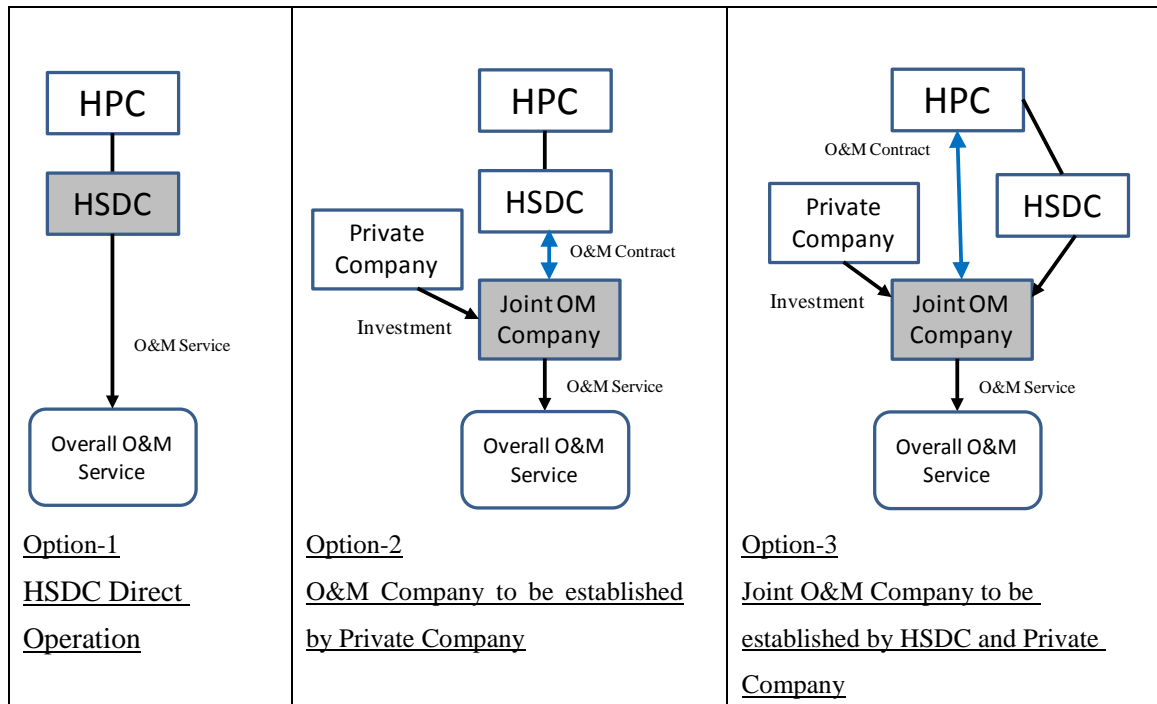 HPC
HSDC
O&M Service
Overall O&M
Service
Option-1
HSDC Direct
Operation
HPC
HSDC
Private
Company
O&M Contract
Investment
Joint OM
Company
O&M Service
Overall O&M
Service
Option-2
O&M Company to be established
by Private Company
HPC
O&M Contract
HSDC
Private
Company
Investment
Joint OM
Company
O&M Service
Overall O&M
Service
Option-3
Joint O&M Company to be
established by HSDC and Private
Company